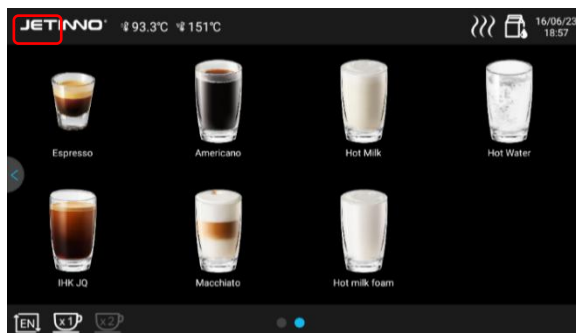 JETINNO
93.3°C 151°C
16/06/23
18:57
Espresso
Americano
Hot Milk
Hot Water
IHK JQ
Macchiato
Hot milk foam
EN x1 x2